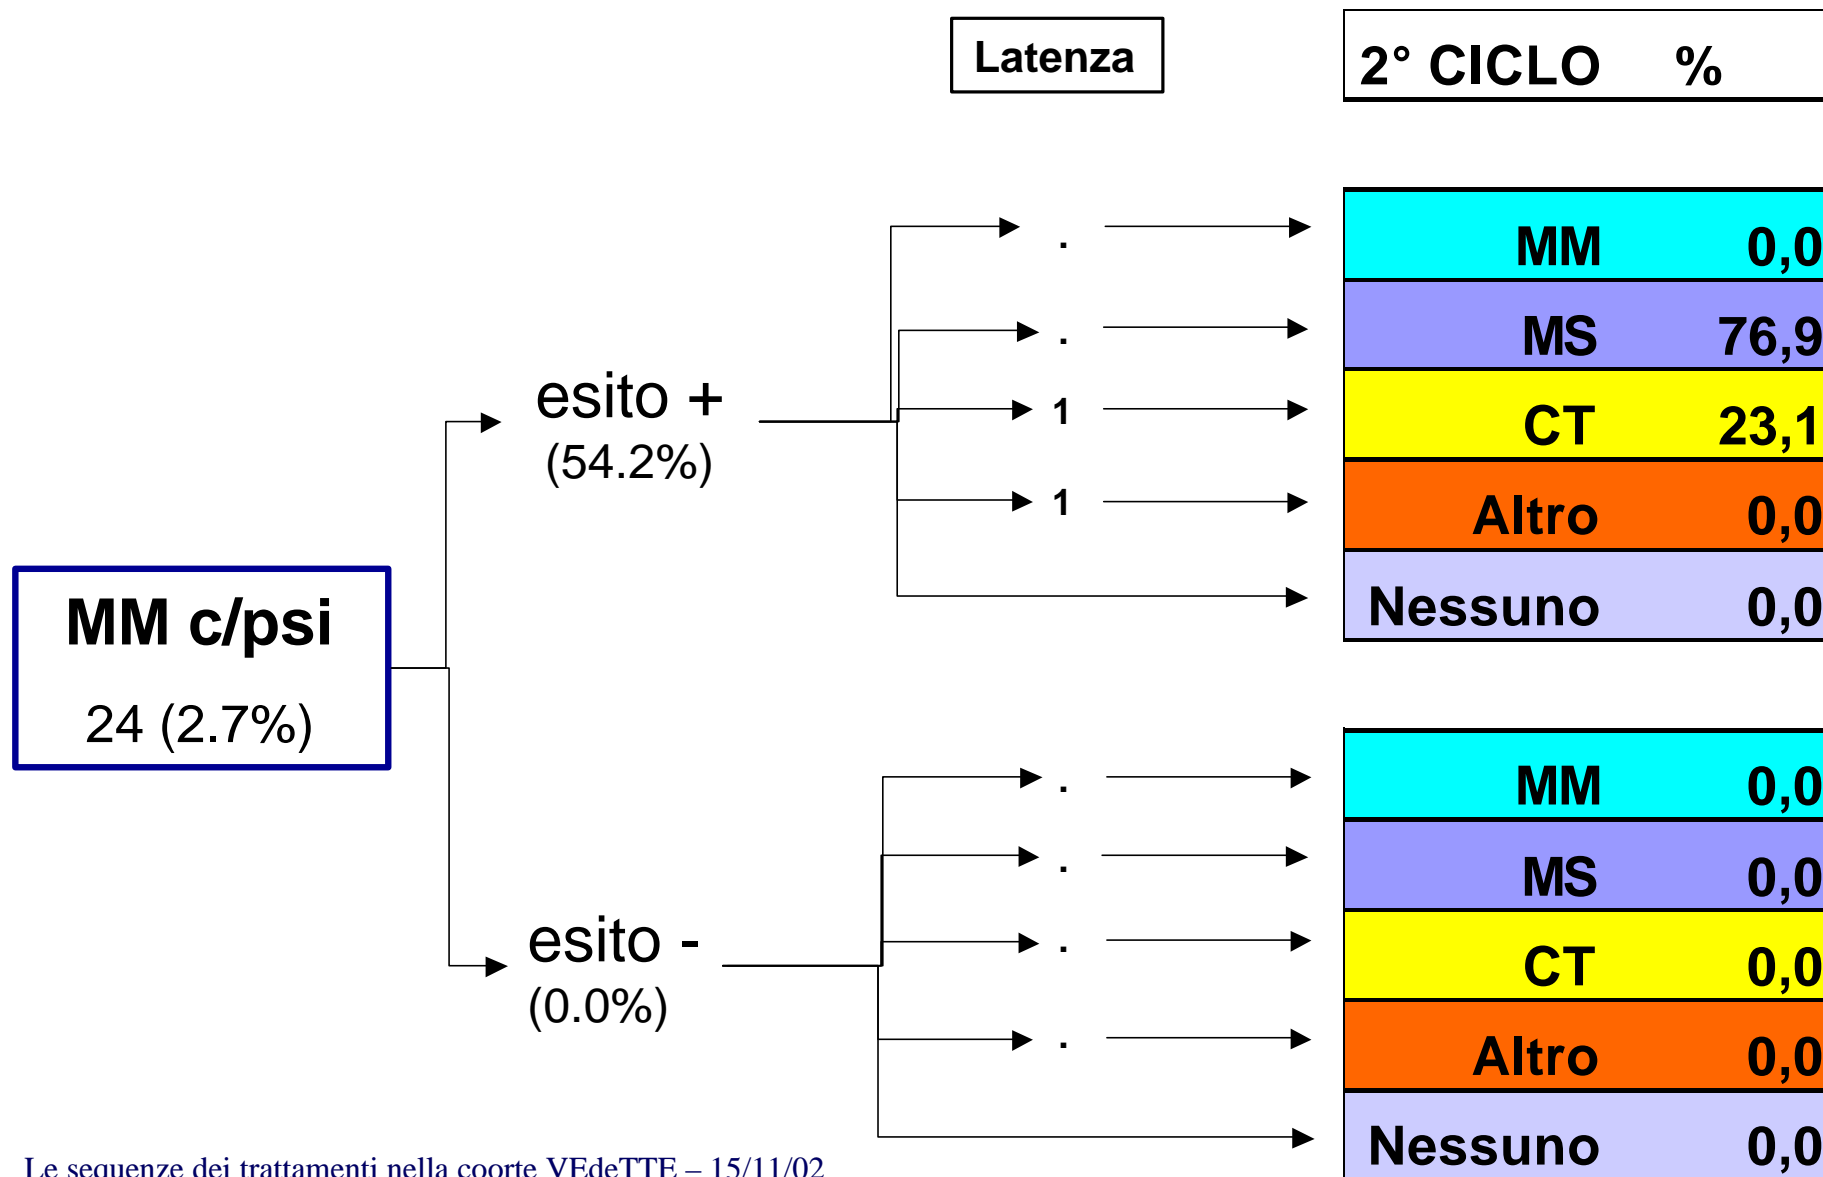 Latenza
2° CICLO %
. MM 0,0
. MS 76,9
esito +
(54.2%)
1 CT 23,1
1 Altro 0,0
Nessuno 0,0
MM c/psi
24 (2.7%)
. MM 0,0
. MS 0,0
esito -
(0.0%)
. CT 0,0
. Altro 0,0
Nessuno 0,0
Le sequenze dei trattamenti nella coorte VEdeTTE – 15/11/02